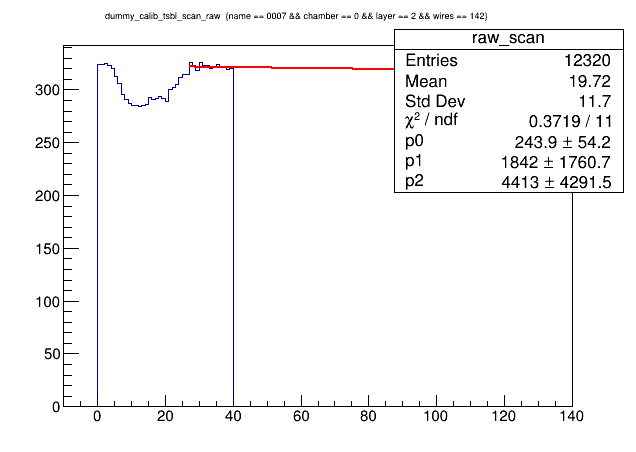 dummy_calib_tsbl_scan_raw (name == 0007 && chamber == 0 && layer == 2 && wires == 142)
raw_scan
Entries 12320
Mean 19.72
Std Dev 11.7
χ² / ndf 0.3719 / 11
p0 243.9 ± 54.2
p1 1842 ± 1760.7
p2 4413 ± 4291.5
300
250
200
150
100
50
0
0 20 40 60 80 100 120 140